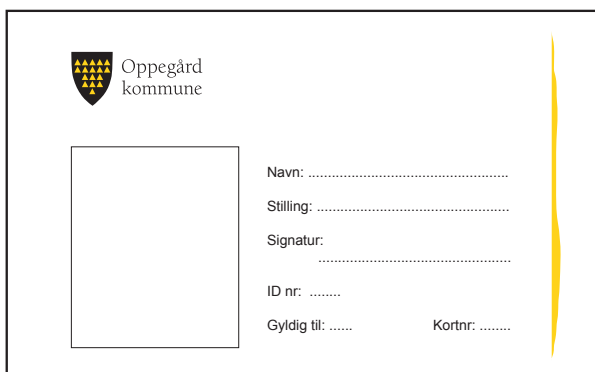 Oppegård
kommune
Navn: ...................................................
Stilling: .................................................
Signatur:
.................................................
ID nr: ........
Gyldig til: ...... Kortnr: ........